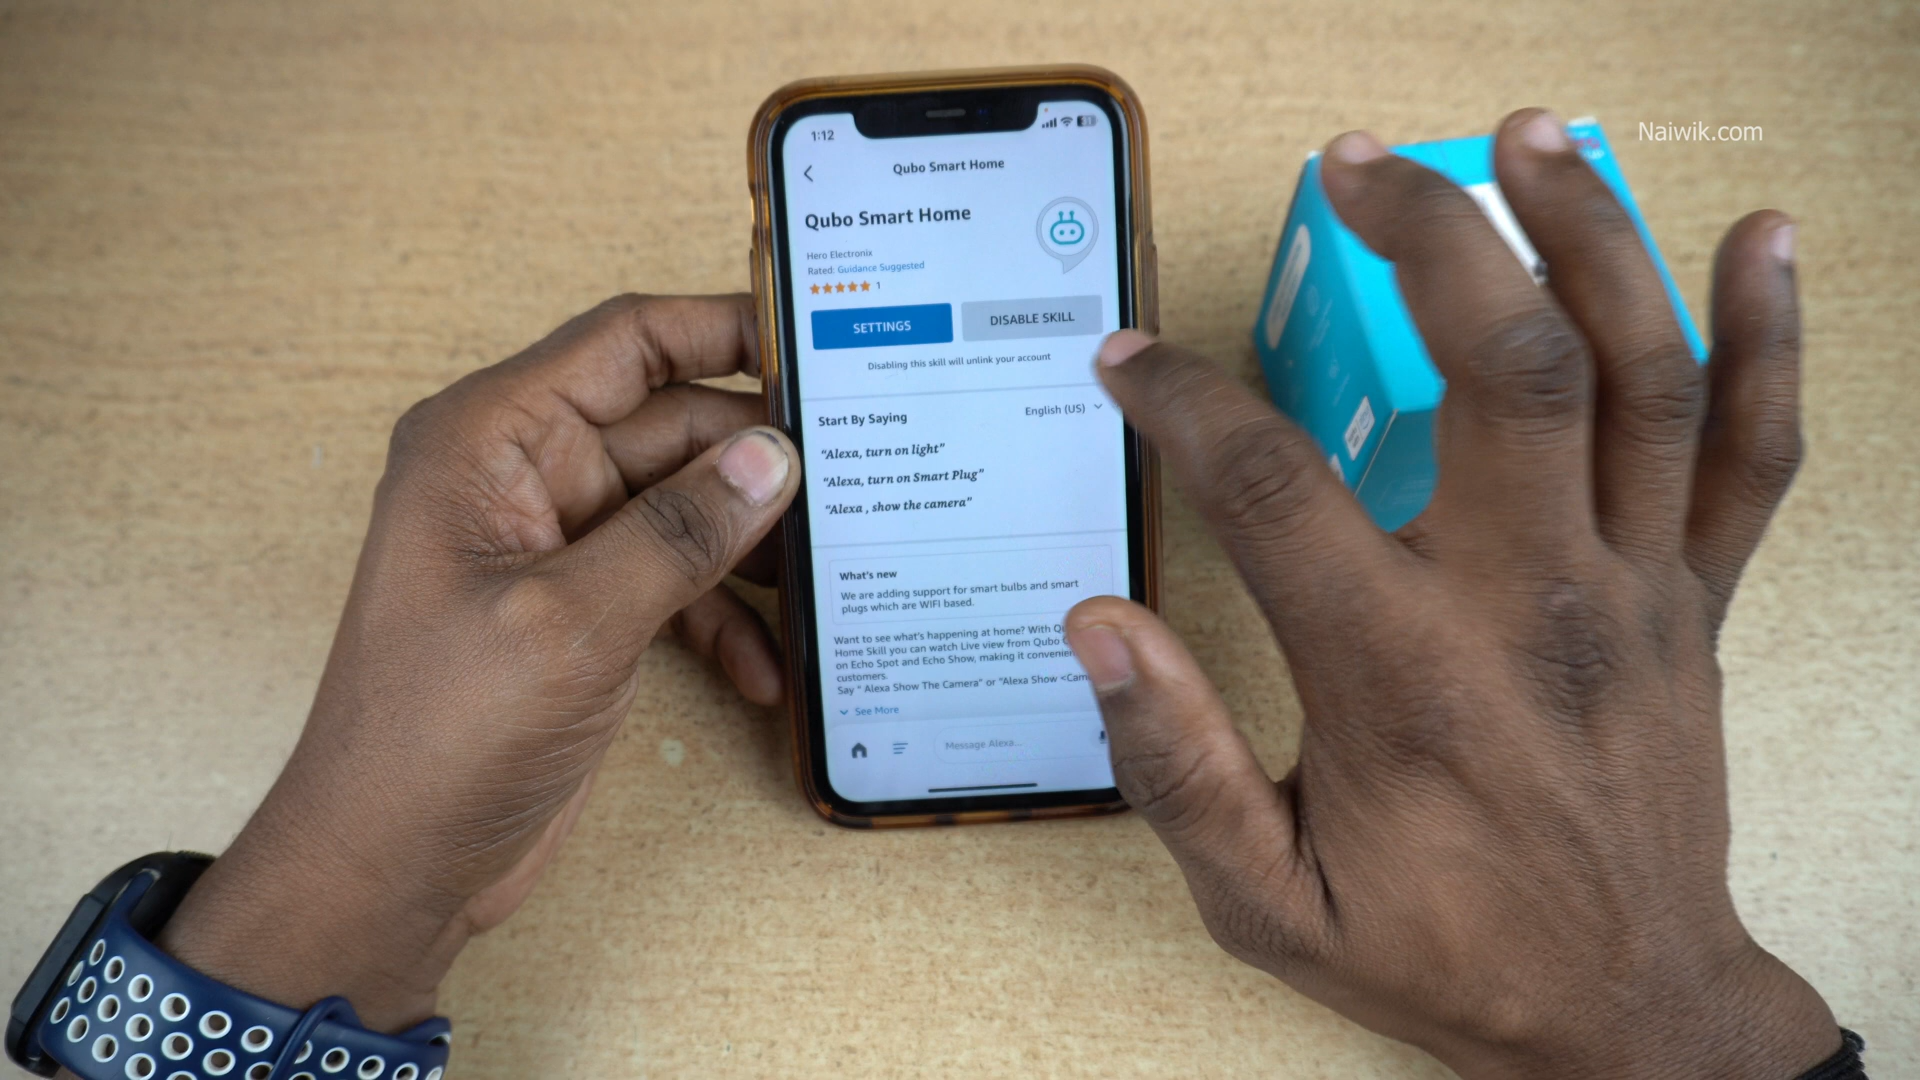 Naiwik.com
1:12
31
Qubo Smart Home
Qubo Smart Home
Hero Electronix
Rated: Guidance Suggested
1
SETTINGS
DISABLE SKILL
Disabling this skill will unlink your account
Start By Saying
English (US)
“Alexa, turn on light”
“Alexa, turn on Smart Plug”
“Alexa , show the camera”
What's new
We are adding support for smart bulbs and smart
plugs which are WIFI based.
Want to see what's happening at home? With
Home Skill you can watch Live view from Qubo
on Echo Spot and Echo Show, making it
customers.
Say " Alexa Show The Camera" or "Alexa Show
See More
Message Alexa...